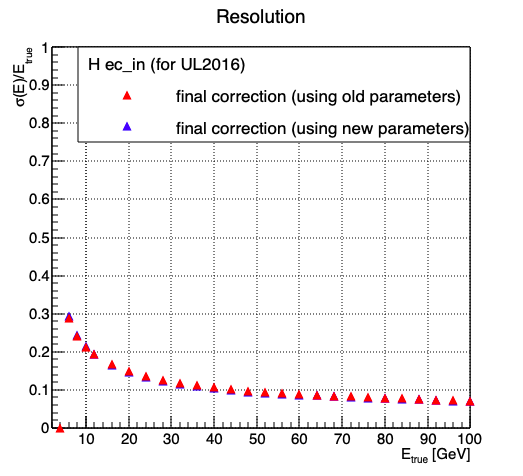 Resolution
σ(E)/E_true
1
0.9
0.8
0.7
0.6
0.5
0.4
0.3
0.2
0.1
0
H ec_in (for UL2016)
final correction (using old parameters)
final correction (using new parameters)
10 20 30 40 50 60 70 80 90 100
E_true [GeV]